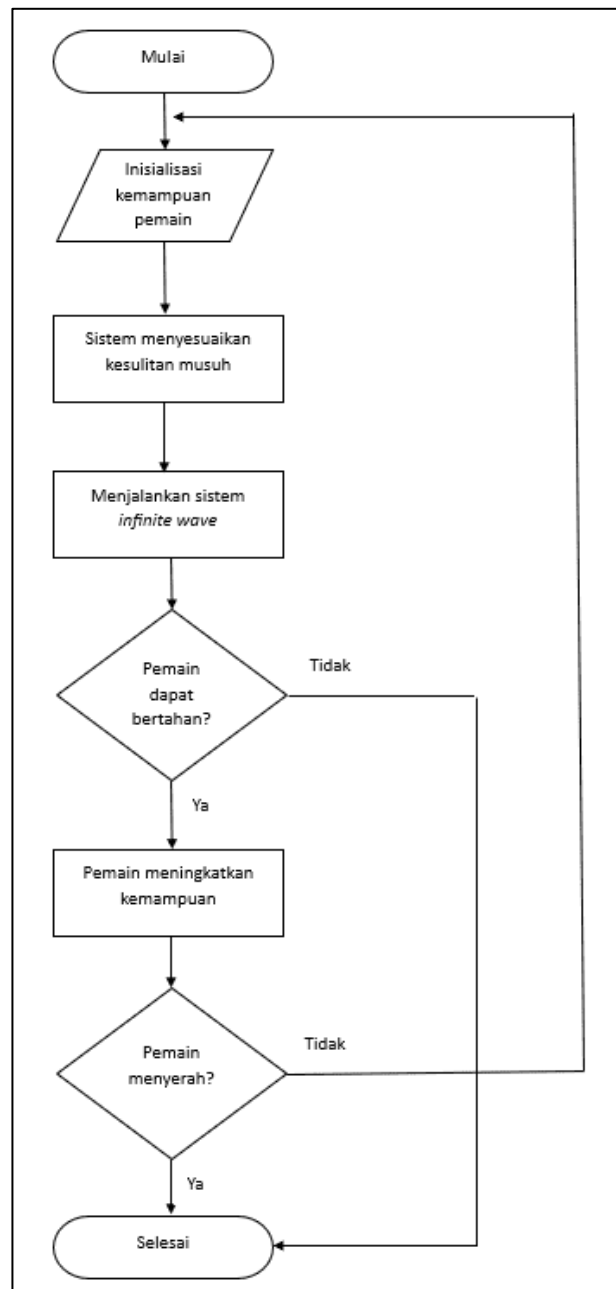 Mulai
Inisialisasi
kemampuan
pemain
Sistem menyesuaikan
kesulitan musuh
Menjalankan sistem
infinite wave
Pemain
dapat
bertahan?
Tidak
Ya
Pemain meningkatkan
kemampuan
Pemain
menyerah?
Tidak
Ya
Selesai